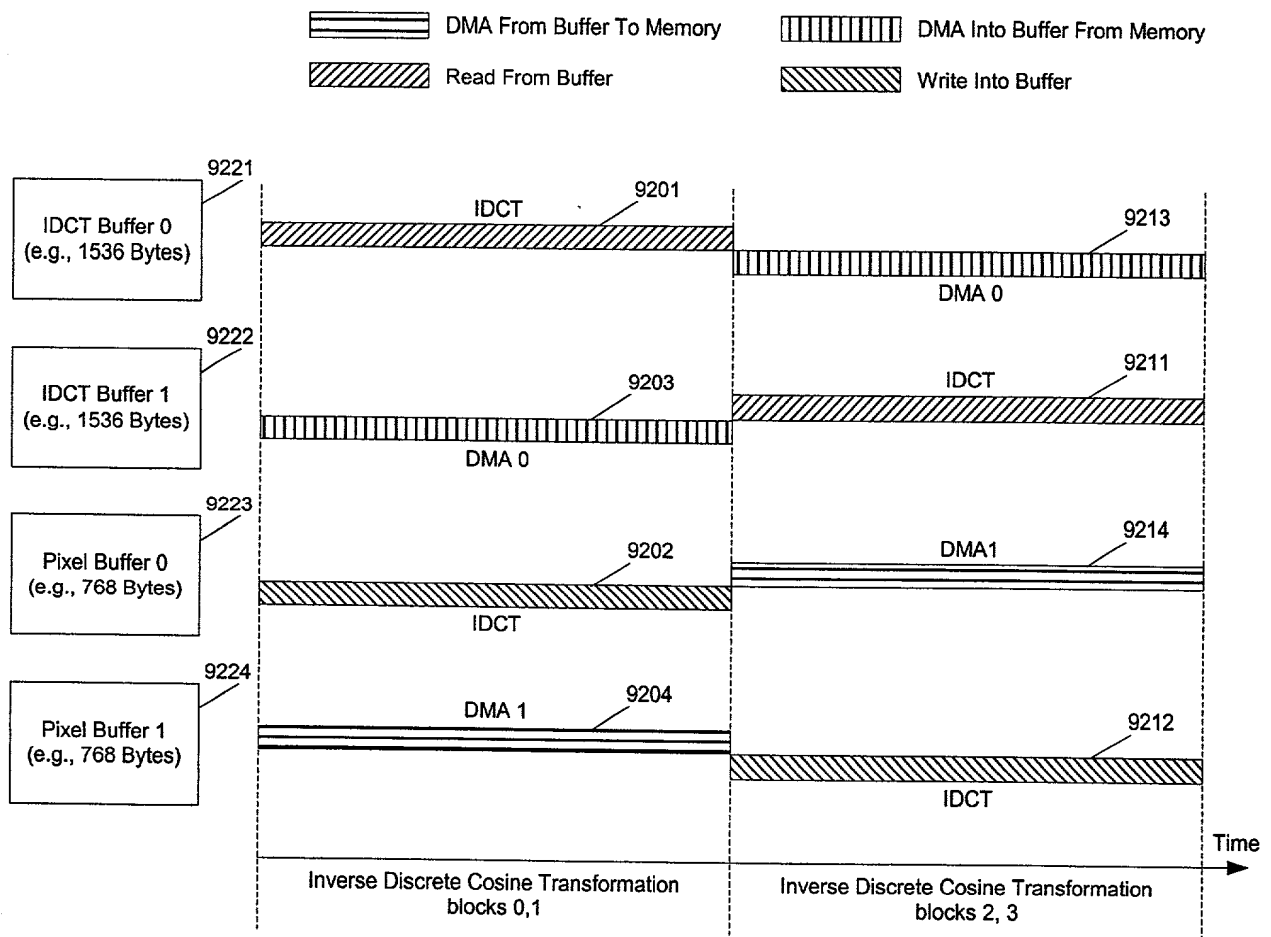 DMA From Buffer To Memory
DMA Into Buffer From Memory
Read From Buffer
Write Into Buffer
9221
IDCT Buffer 0
(e.g., 1536 Bytes)
IDCT
9201
9213
DMA 0
9222
IDCT Buffer 1
(e.g., 1536 Bytes)
9203
DMA 0
IDCT
9211
9223
Pixel Buffer 0
(e.g., 768 Bytes)
9202
IDCT
DMA1
9214
9224
Pixel Buffer 1
(e.g., 768 Bytes)
DMA 1
9204
9212
IDCT
Time
Inverse Discrete Cosine Transformation
blocks 0,1
Inverse Discrete Cosine Transformation
blocks 2, 3